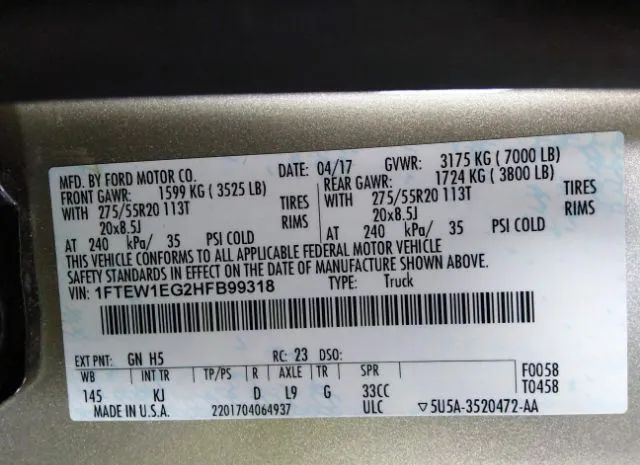 MFD. BY FORD MOTOR CO. DATE: 04/17 GVWR: 3175 KG ( 7000 LB)
FRONT GAWR: 1599 KG ( 3525 LB) REAR GAWR: 1724 KG ( 3800 LB)
WITH 275/55R20 113T TIRES WITH 275/55R20 113T TIRES
20x8.5J RIMS 20x8.5J RIMS
AT 240 kPa/ 35 PSI COLD AT 240 kPa/ 35 PSI COLD
THIS VEHICLE CONFORMS TO ALL APPLICABLE FEDERAL MOTOR VEHICLE
SAFETY STANDARDS IN EFFECT ON THE DATE OF MANUFACTURE SHOWN ABOVE.
VIN: 1FTEW1EG2HFB99318 TYPE: Truck
EXT PNT: GN H5 RC: 23 DSO: F0058
WB INT TR TP/PS R AXLE TR SPR T0458
145 KJ D L9 G 33CC
MADE IN U.S.A. 2201704064937 ULC ▽5U5A-3520472-AA